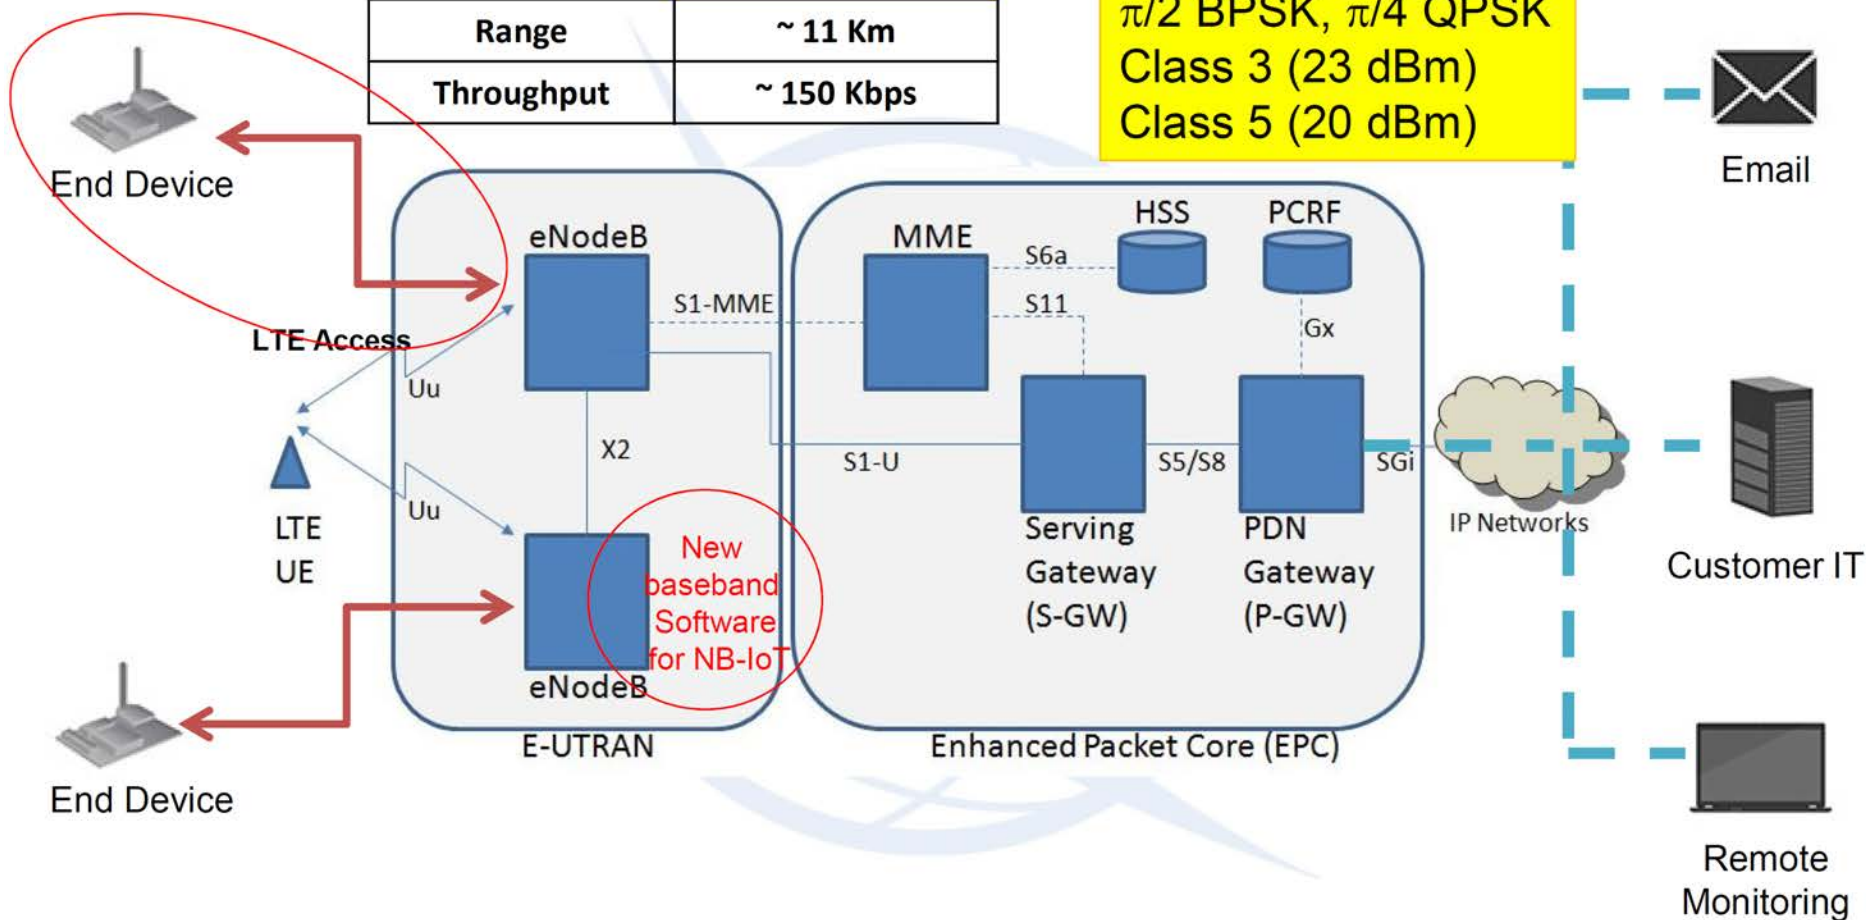 Range ~ 11 Km
Throughput ~ 150 Kbps
π/2 BPSK, π/4 QPSK
Class 3 (23 dBm)
Class 5 (20 dBm)
Email
End Device
eNodeB
MME
HSS
PCRF
S6a
S1-MME
S11
Gx
LTE Access
Uu
X2
S1-U
S5/S8
SGi
Uu
LTE
UE
New
baseband
Software
for NB-IoT
Serving
Gateway
(S-GW)
PDN
Gateway
(P-GW)
IP Networks
Customer IT
eNodeB
E-UTRAN
Enhanced Packet Core (EPC)
End Device
Remote
Monitoring